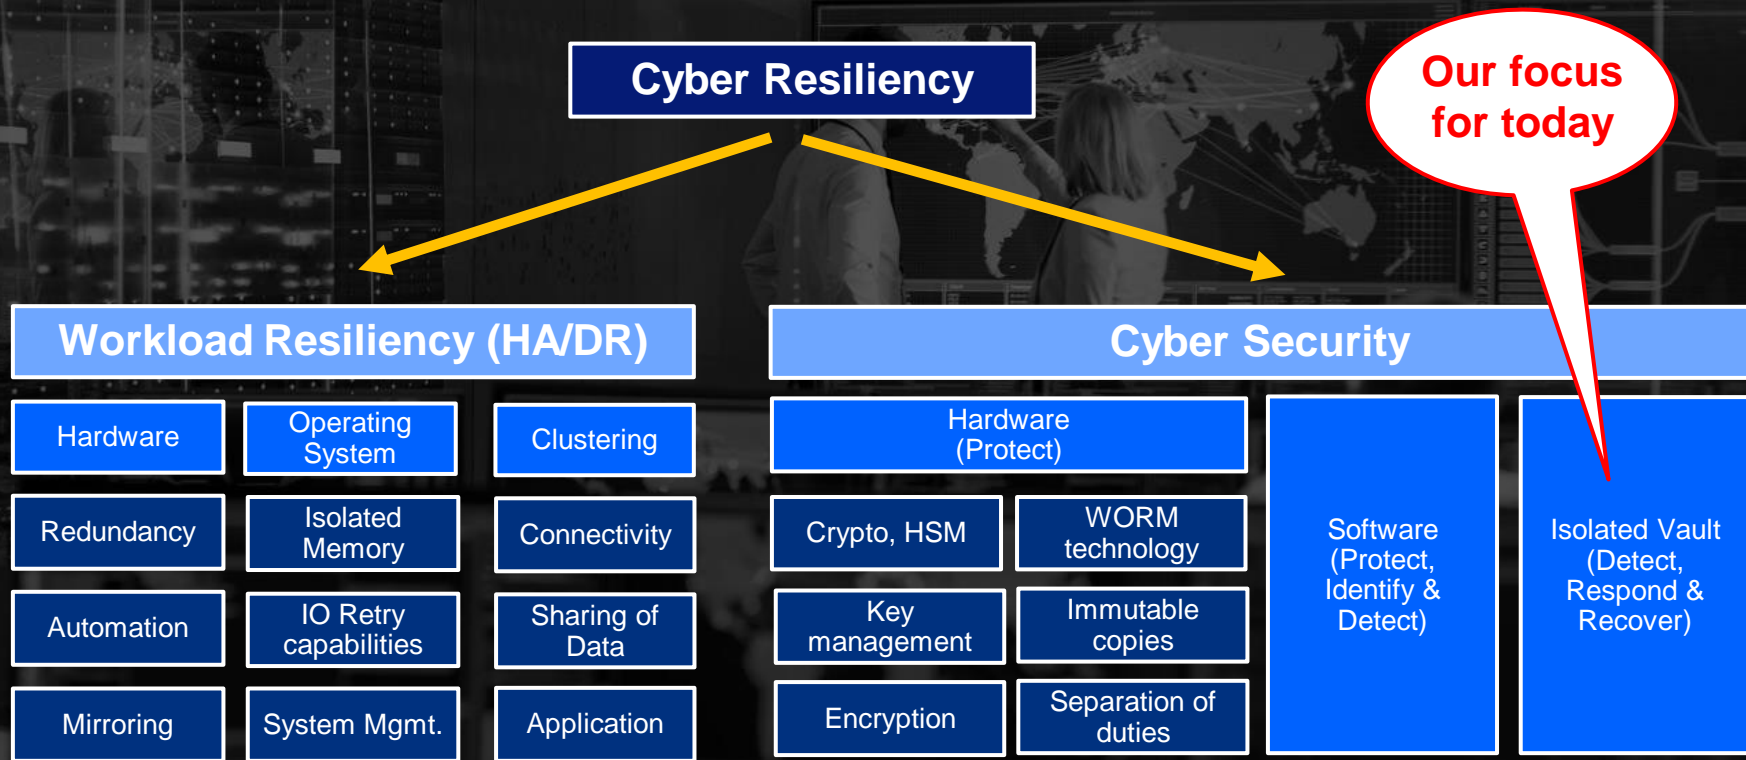 Cyber Resiliency
Our focus
for today
Workload Resiliency (HA/DR)
Cyber Security
Hardware
Operating
System
Clustering
Hardware
(Protect)
Redundancy
Isolated
Memory
Connectivity
Crypto, HSM
WORM
technology
Software
(Protect,
Identify &
Detect)
Isolated Vault
(Detect,
Respond &
Recover)
Automation
IO Retry
capabilities
Sharing of
Data
Key
management
Immutable
copies
Mirroring
System Mgmt.
Application
Encryption
Separation of
duties